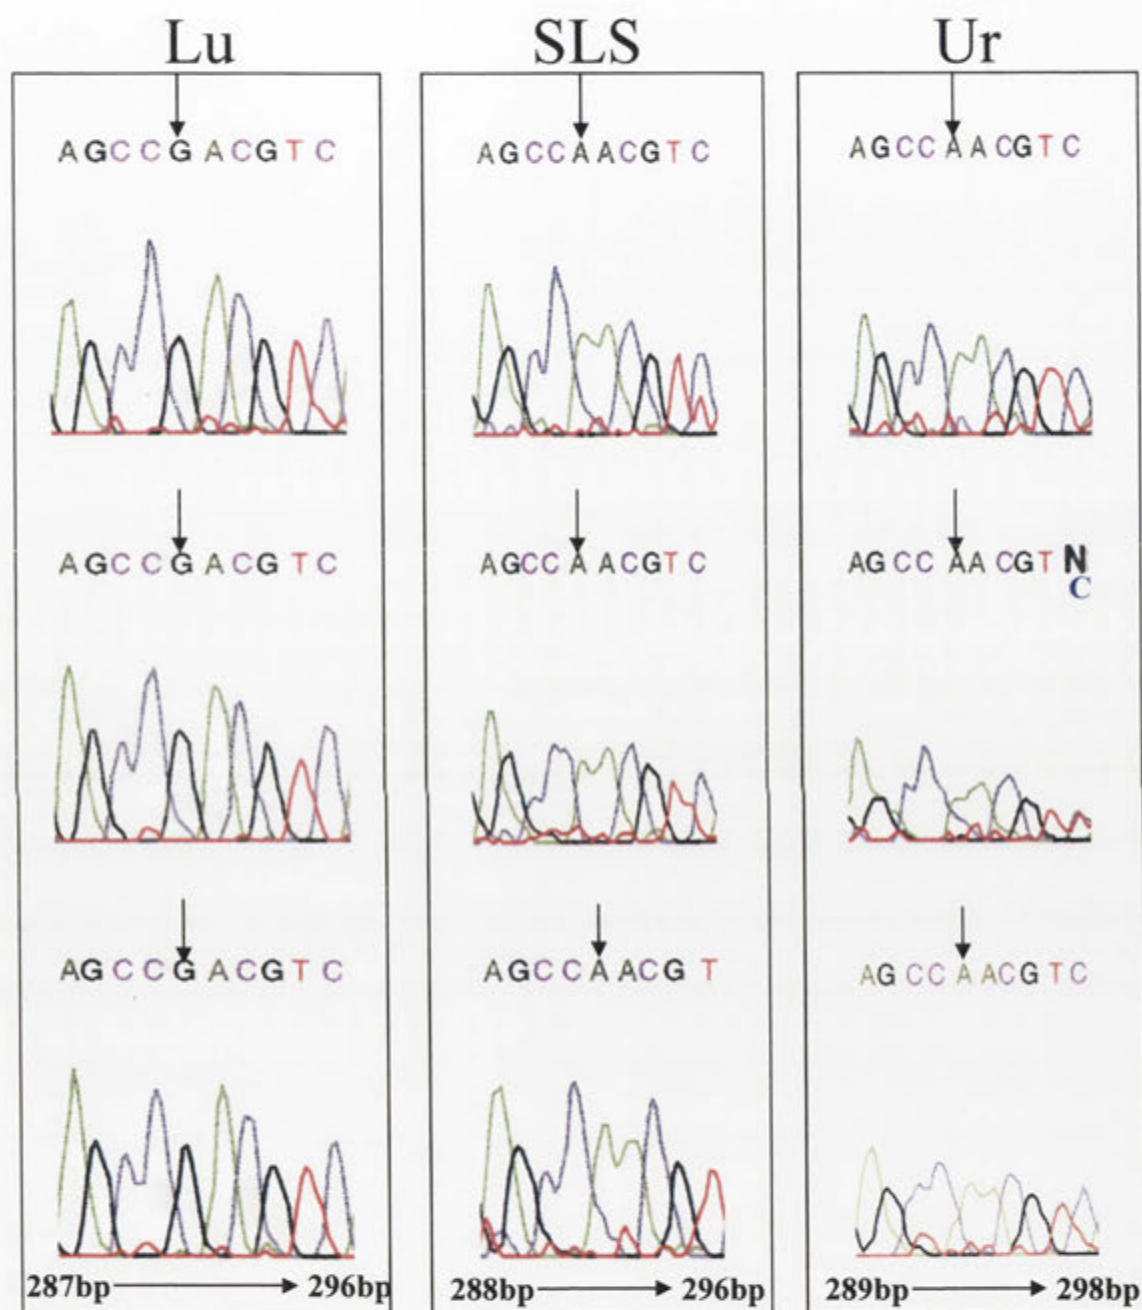 Lu SLS Ur
AGCCGACGTC AGCCAACGTC AGCCAACGTC
AGCCGACGTC AGCCAACGTC AGCCAACGTN
C
AGCCGACGTC AGCCAACGT AGCCAACGTC
287bp 296bp 288bp 296bp 289bp 298bp